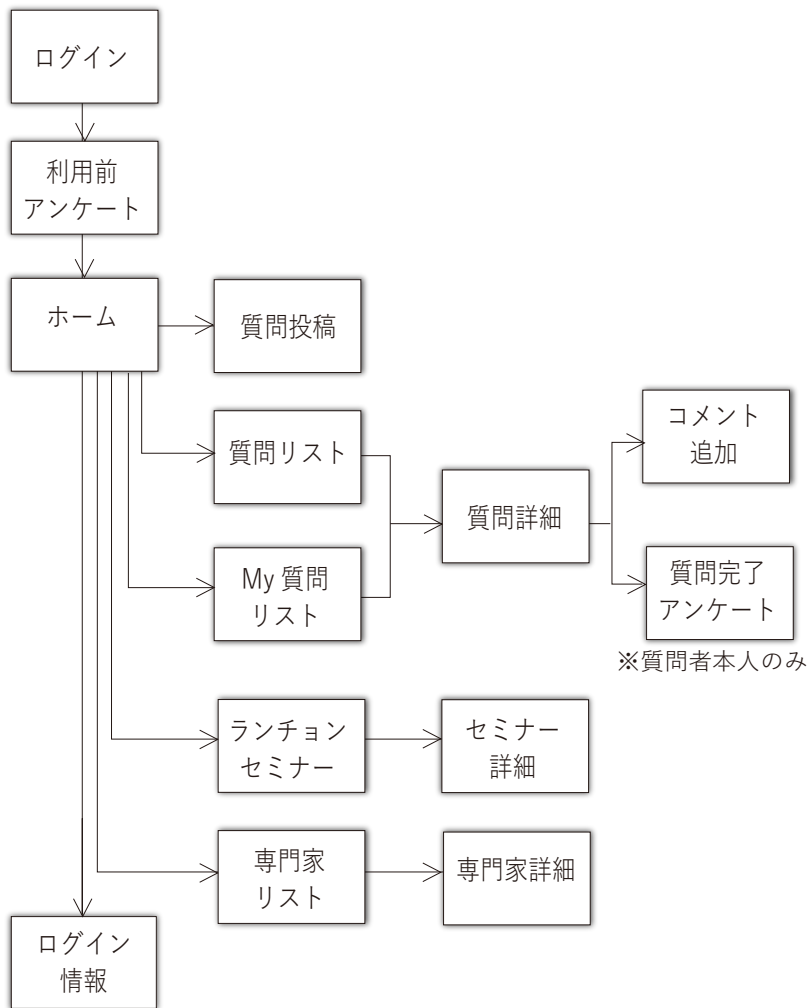 ログイン
利用前
アンケート
ホーム
質問投稿
質問リスト
My 質問
リスト
質問詳細
コメント
追加
質問完了
アンケート
※質問者本人のみ
ランチョン
セミナー
セミナー
詳細
専門家
リスト
専門家詳細
ログイン
情報